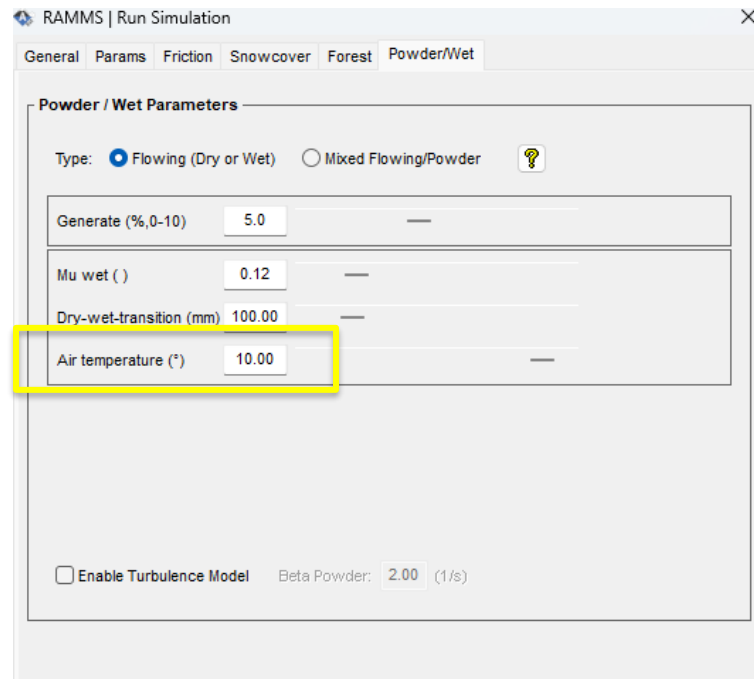 RAMMS | Run Simulation
General Params Friction Snowcover Forest Powder/Wet
Powder / Wet Parameters
Type: Flowing (Dry or Wet) Mixed Flowing/Powder ?
Generate (%,0-10) 5.0
Mu wet ( ) 0.12
Dry-wet-transition (mm) 100.00
Air temperature (°) 10.00
Enable Turbulence Model Beta Powder: 2.00 (1/s)